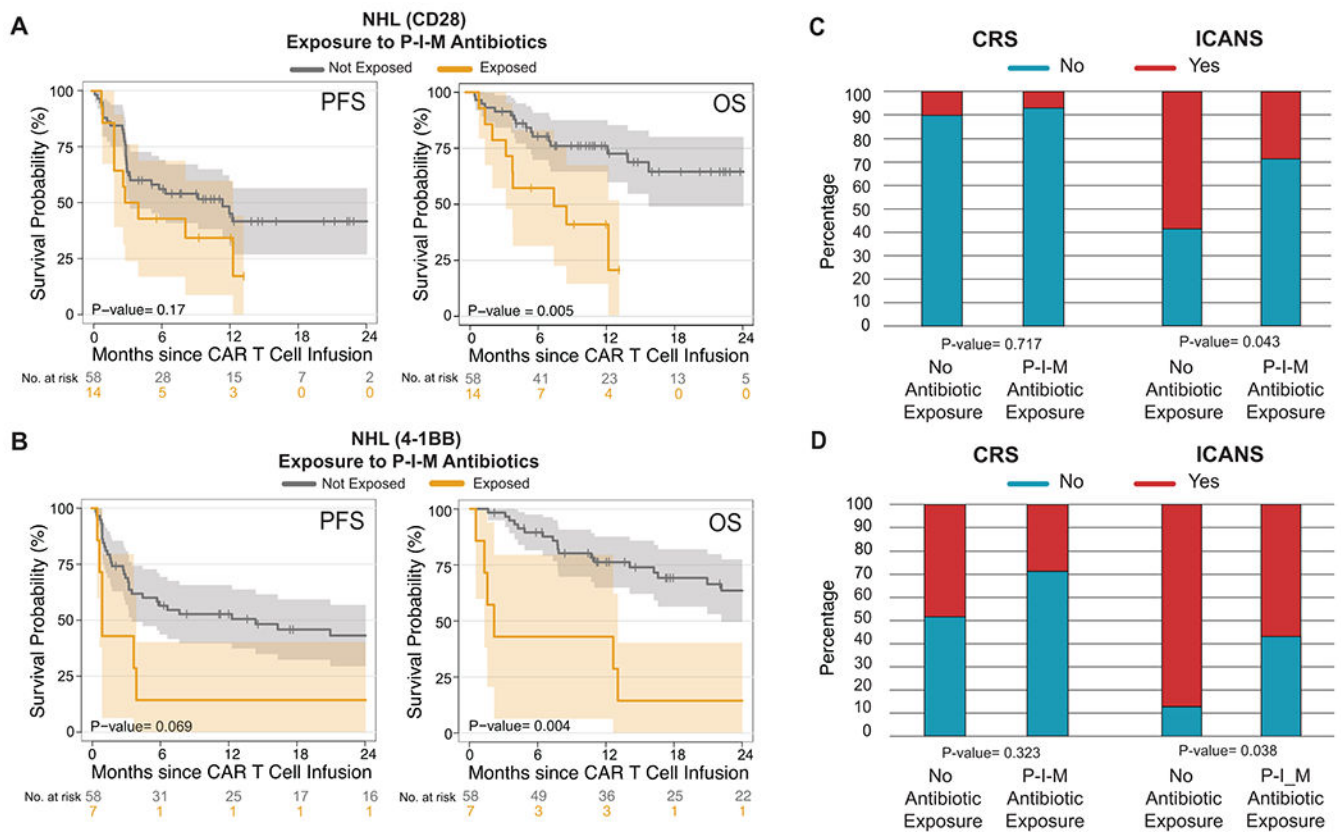 A
NHL (CD28)
Exposure to P-I-M Antibiotics
Not Exposed Exposed
PFS
Survival Probability (%)
100
75
50
25
0
P-value= 0.17
0 6 12 18 24
Months since CAR T Cell Infusion
No. at risk
58 28 15 7 2
14 5 3 0 0
OS
Survival Probability (%)
100
75
50
25
0
P-value= 0.005
0 6 12 18 24
Months since CAR T Cell Infusion
No. at risk
58 41 23 13 5
14 7 4 0 0
B
NHL (4-1BB)
Exposure to P-I-M Antibiotics
Not Exposed Exposed
PFS
Survival Probability (%)
100
75
50
25
0
P-value= 0.069
0 6 12 18 24
Months since CAR T Cell Infusion
No. at risk
58 31 25 17 16
7 1 1 1 1
OS
Survival Probability (%)
100
75
50
25
0
P-value= 0.004
0 6 12 18 24
Months since CAR T Cell Infusion
No. at risk
58 49 36 25 22
7 3 3 1 1
C
CRS ICANS
No Yes
Percentage
100
90
80
70
60
50
40
30
20
10
0
P-value= 0.717
P-value= 0.043
No
Antibiotic
Exposure
P-I-M
Antibiotic
Exposure
No
Antibiotic
Exposure
P-I-M
Antibiotic
Exposure
D
CRS ICANS
No Yes
Percentage
100
90
80
70
60
50
40
30
20
10
0
P-value= 0.323
P-value= 0.038
No
Antibiotic
Exposure
P-I-M
Antibiotic
Exposure
No
Antibiotic
Exposure
P-I_M
Antibiotic
Exposure